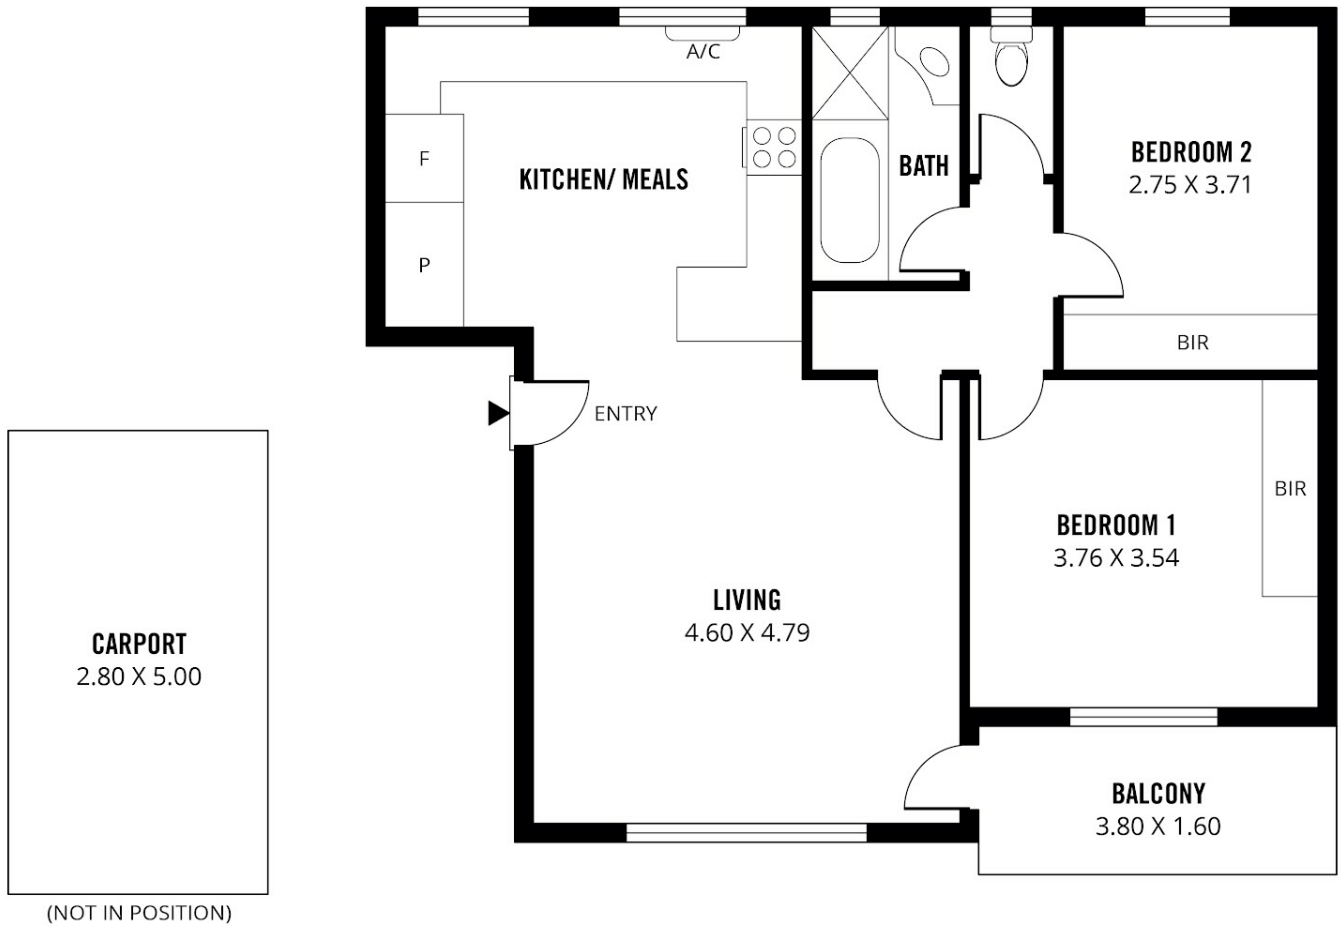 A/C
F
KITCHEN/ MEALS
P
BATH
BEDROOM 2
2.75 X 3.71
BIR
ENTRY
BEDROOM 1
3.76 X 3.54
BIR
LIVING
4.60 X 4.79
CARPORT
2.80 X 5.00
(NOT IN POSITION)
BALCONY
3.80 X 1.60